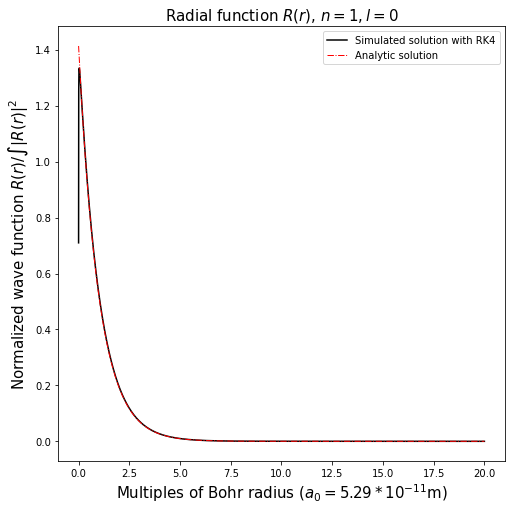 Radial function R(r), n = 1, l = 0
Simulated solution with RK4
Analytic solution
Normalized wave function R(r)/∫|R(r)|²
1.4
1.2
1.0
0.8
0.6
0.4
0.2
0.0
0.0 2.5 5.0 7.5 10.0 12.5 15.0 17.5 20.0
Multiples of Bohr radius (a₀ = 5.29 * 10⁻¹¹m)